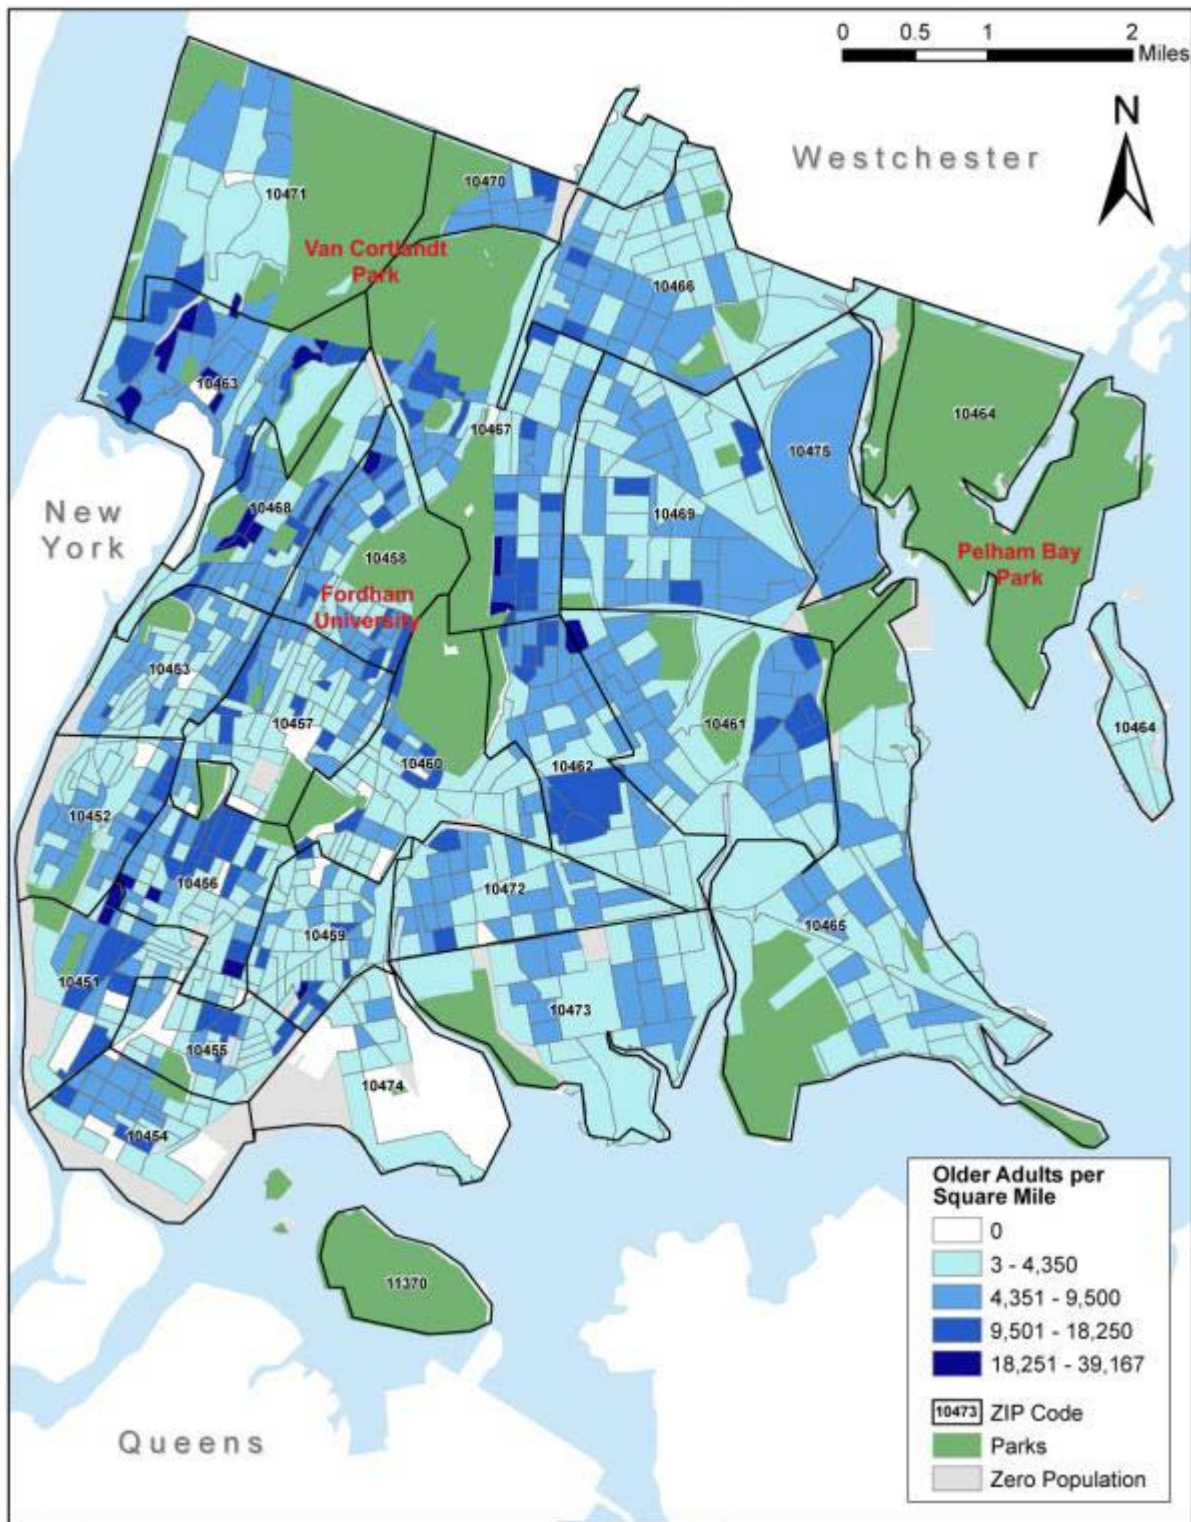 0 0.5 1 2
Miles
N
Westchester
10470
10471
Van Cortlandt
Park
10466
10463
10464
10467
10475
New
York
10468
10469
10458
Pelham Bay
Park
Fordham
University
10453
10457
10461
10464
10460
10462
10452
10456
10472
10459
10465
10451
10473
10455
10474
10454
11370
Queens
Older Adults per
Square Mile
0
3 - 4,350
4,351 - 9,500
9,501 - 18,250
18,251 - 39,167
10473 ZIP Code
Parks
Zero Population